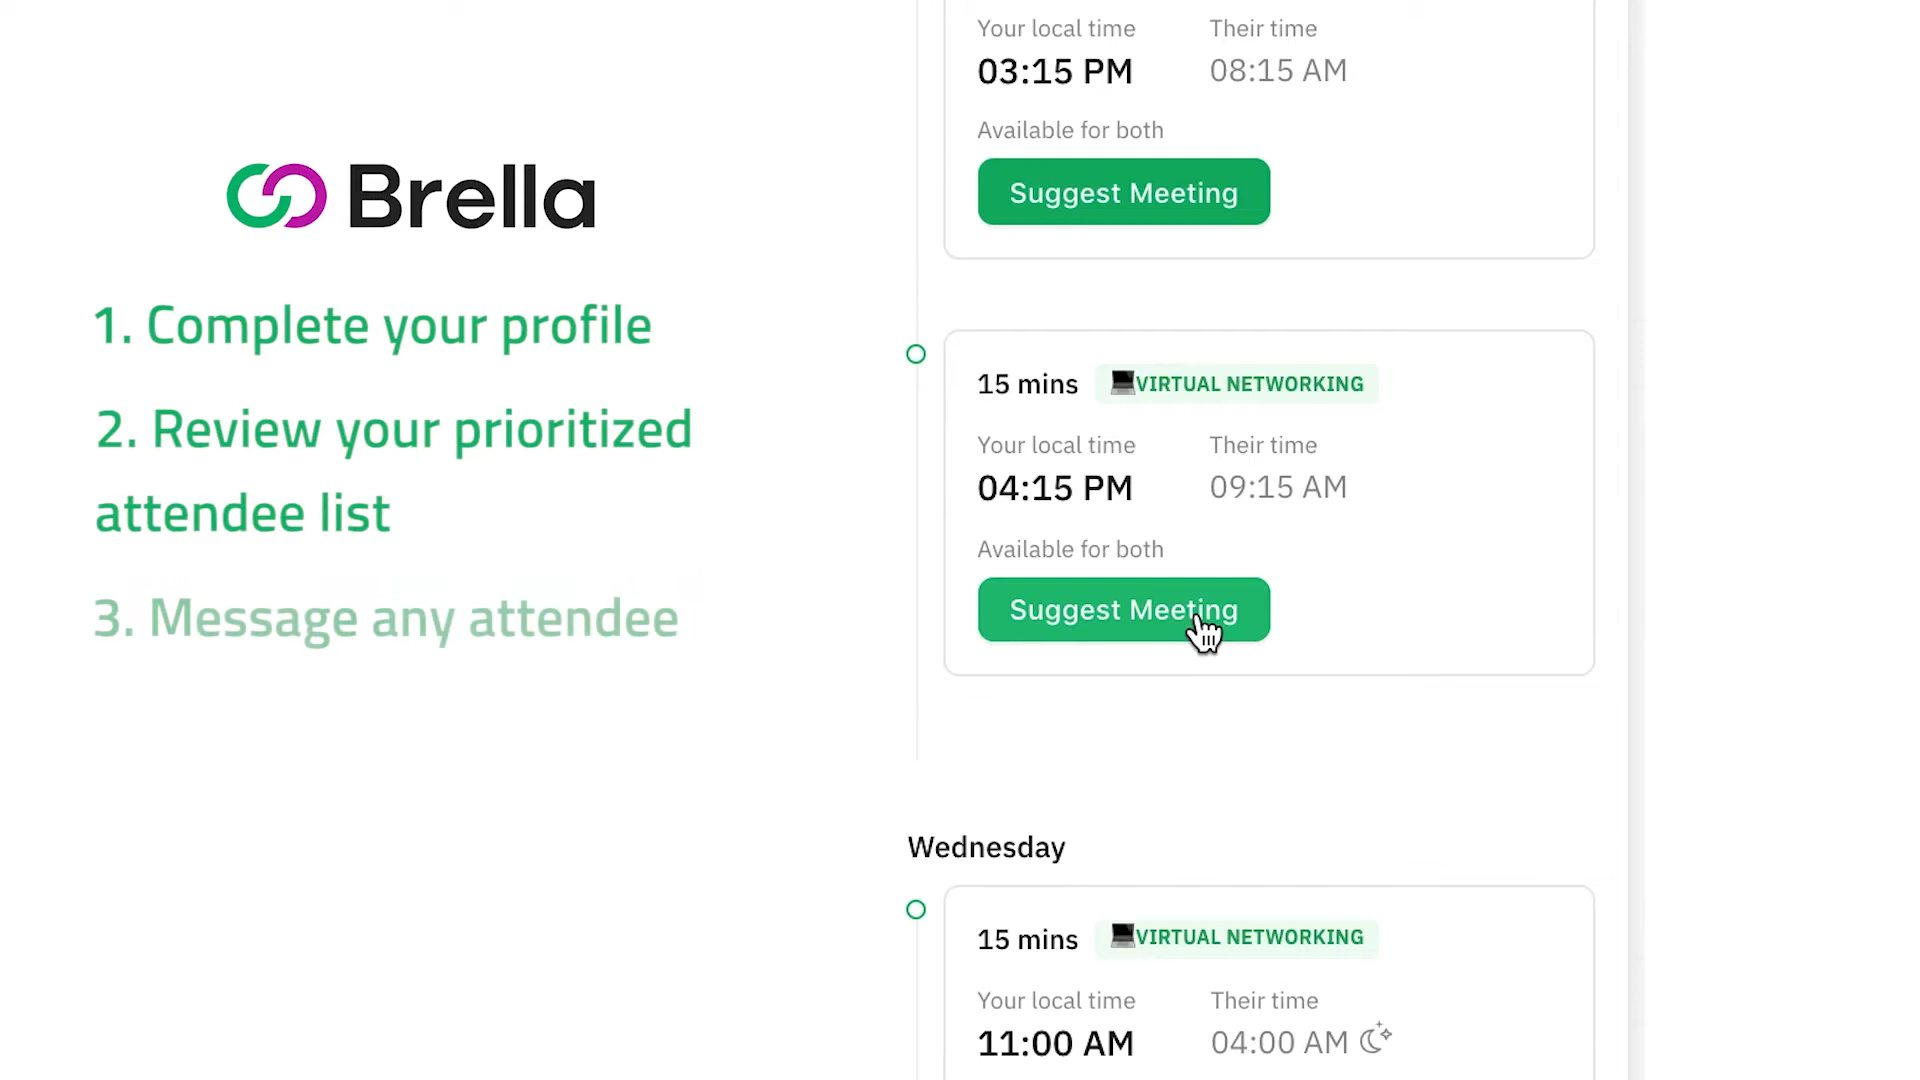 Brella
1. Complete your profile
2. Review your prioritized
attendee list
3. Message any attendee
Your local time Their time
03:15 PM 08:15 AM
Available for both
Suggest Meeting
15 mins VIRTUAL NETWORKING
Your local time Their time
04:15 PM 09:15 AM
Available for both
Suggest Meeting
Wednesday
15 mins VIRTUAL NETWORKING
Your local time Their time
11:00 AM 04:00 AM